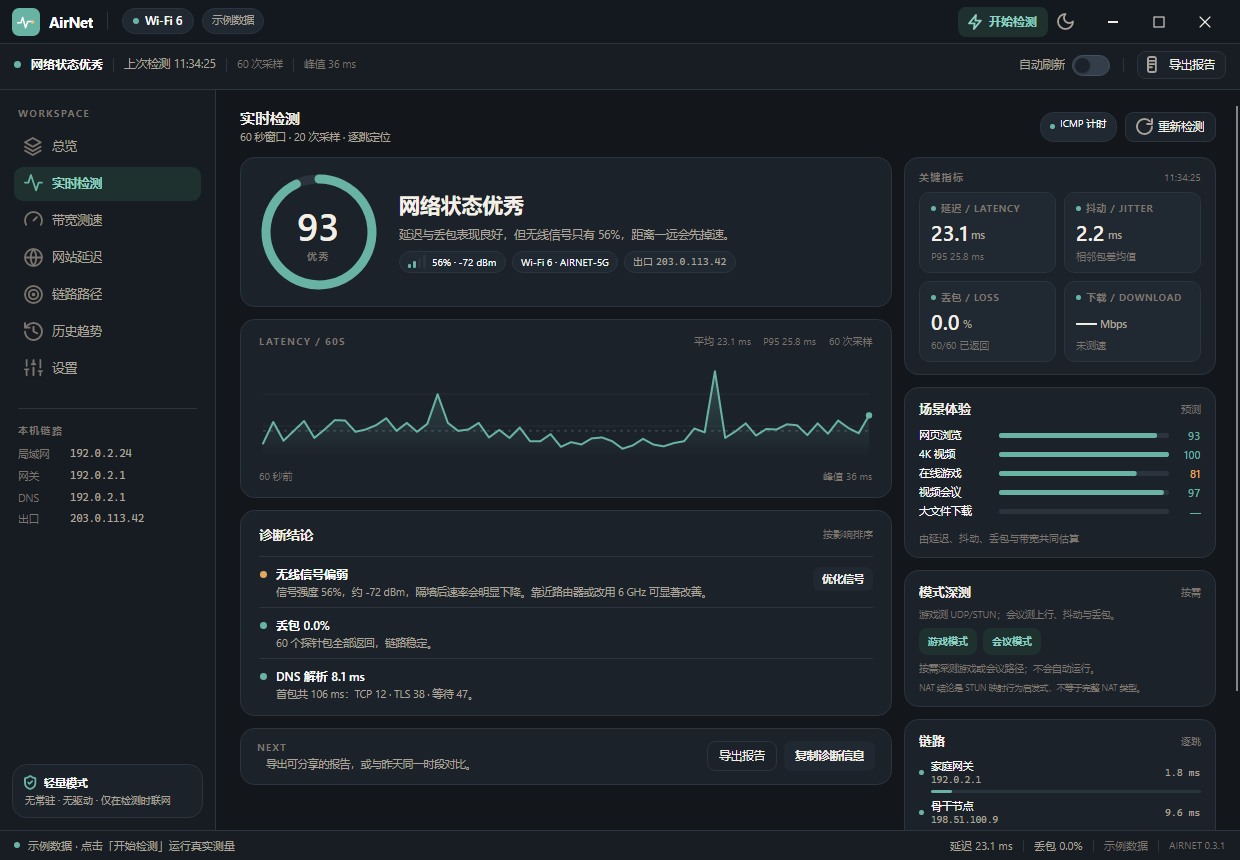 AirNet
Wi-Fi 6
示例数据
开始检测
网络状态优秀
上次检测 11:34:25
60 次采样
峰值 36 ms
自动刷新
导出报告
WORKSPACE
总览
实时检测
带宽测速
网站延迟
链路路径
历史趋势
设置
本机链路
局域网 192.0.2.24
网关 192.0.2.1
DNS 192.0.2.1
出口 203.0.113.42
轻量模式
无常驻 · 无驱动 · 仅在检测时联网
实时检测
60 秒窗口 · 20 次采样 · 逐跳定位
ICMP 计时
重新检测
93
优秀
网络状态优秀
延迟与丢包表现良好，但无线信号只有 56%，距离一远会先掉速。
56% · -72 dBm
Wi-Fi 6 · AIRNET-5G
出口 203.0.113.42
LATENCY / 60S
平均 23.1 ms
P95 25.8 ms
60 次采样
60 秒前
峰值 36 ms
诊断结论
按影响排序
无线信号偏弱
信号强度 56%，约 -72 dBm，隔墙后速率会明显下降。靠近路由器或改用 6 GHz 可显著改善。
优化信号
丢包 0.0%
60 个探针包全部返回，链路稳定。
DNS 解析 8.1 ms
首包共 106 ms：TCP 12 · TLS 38 · 等待 47。
NEXT
导出可分享的报告，或与昨天同一时段对比。
导出报告
复制诊断信息
关键指标
11:34:25
延迟 / LATENCY
23.1 ms
P95 25.8 ms
抖动 / JITTER
2.2 ms
相邻包差均值
丢包 / LOSS
0.0 %
60/60 已返回
下载 / DOWNLOAD
— Mbps
未测速
场景体验
预测
网页浏览 93
4K 视频 100
在线游戏 81
视频会议 97
大文件下载 —
由延迟、抖动、丢包与带宽共同估算
模式深测
按需
游戏测 UDP/STUN；会议测上行、抖动与丢包。
游戏模式
会议模式
按需深测游戏或会议路径；不会自动运行。
NAT 结论是 STUN 映射行为启发式，不等于完整 NAT 类型。
链路
逐跳
家庭网关
192.0.2.1
1.8 ms
骨干节点
198.51.100.9
9.6 ms
示例数据 · 点击「开始检测」运行真实测量
延迟 23.1 ms
丢包 0.0%
示例数据
AIRNET 0.3.1